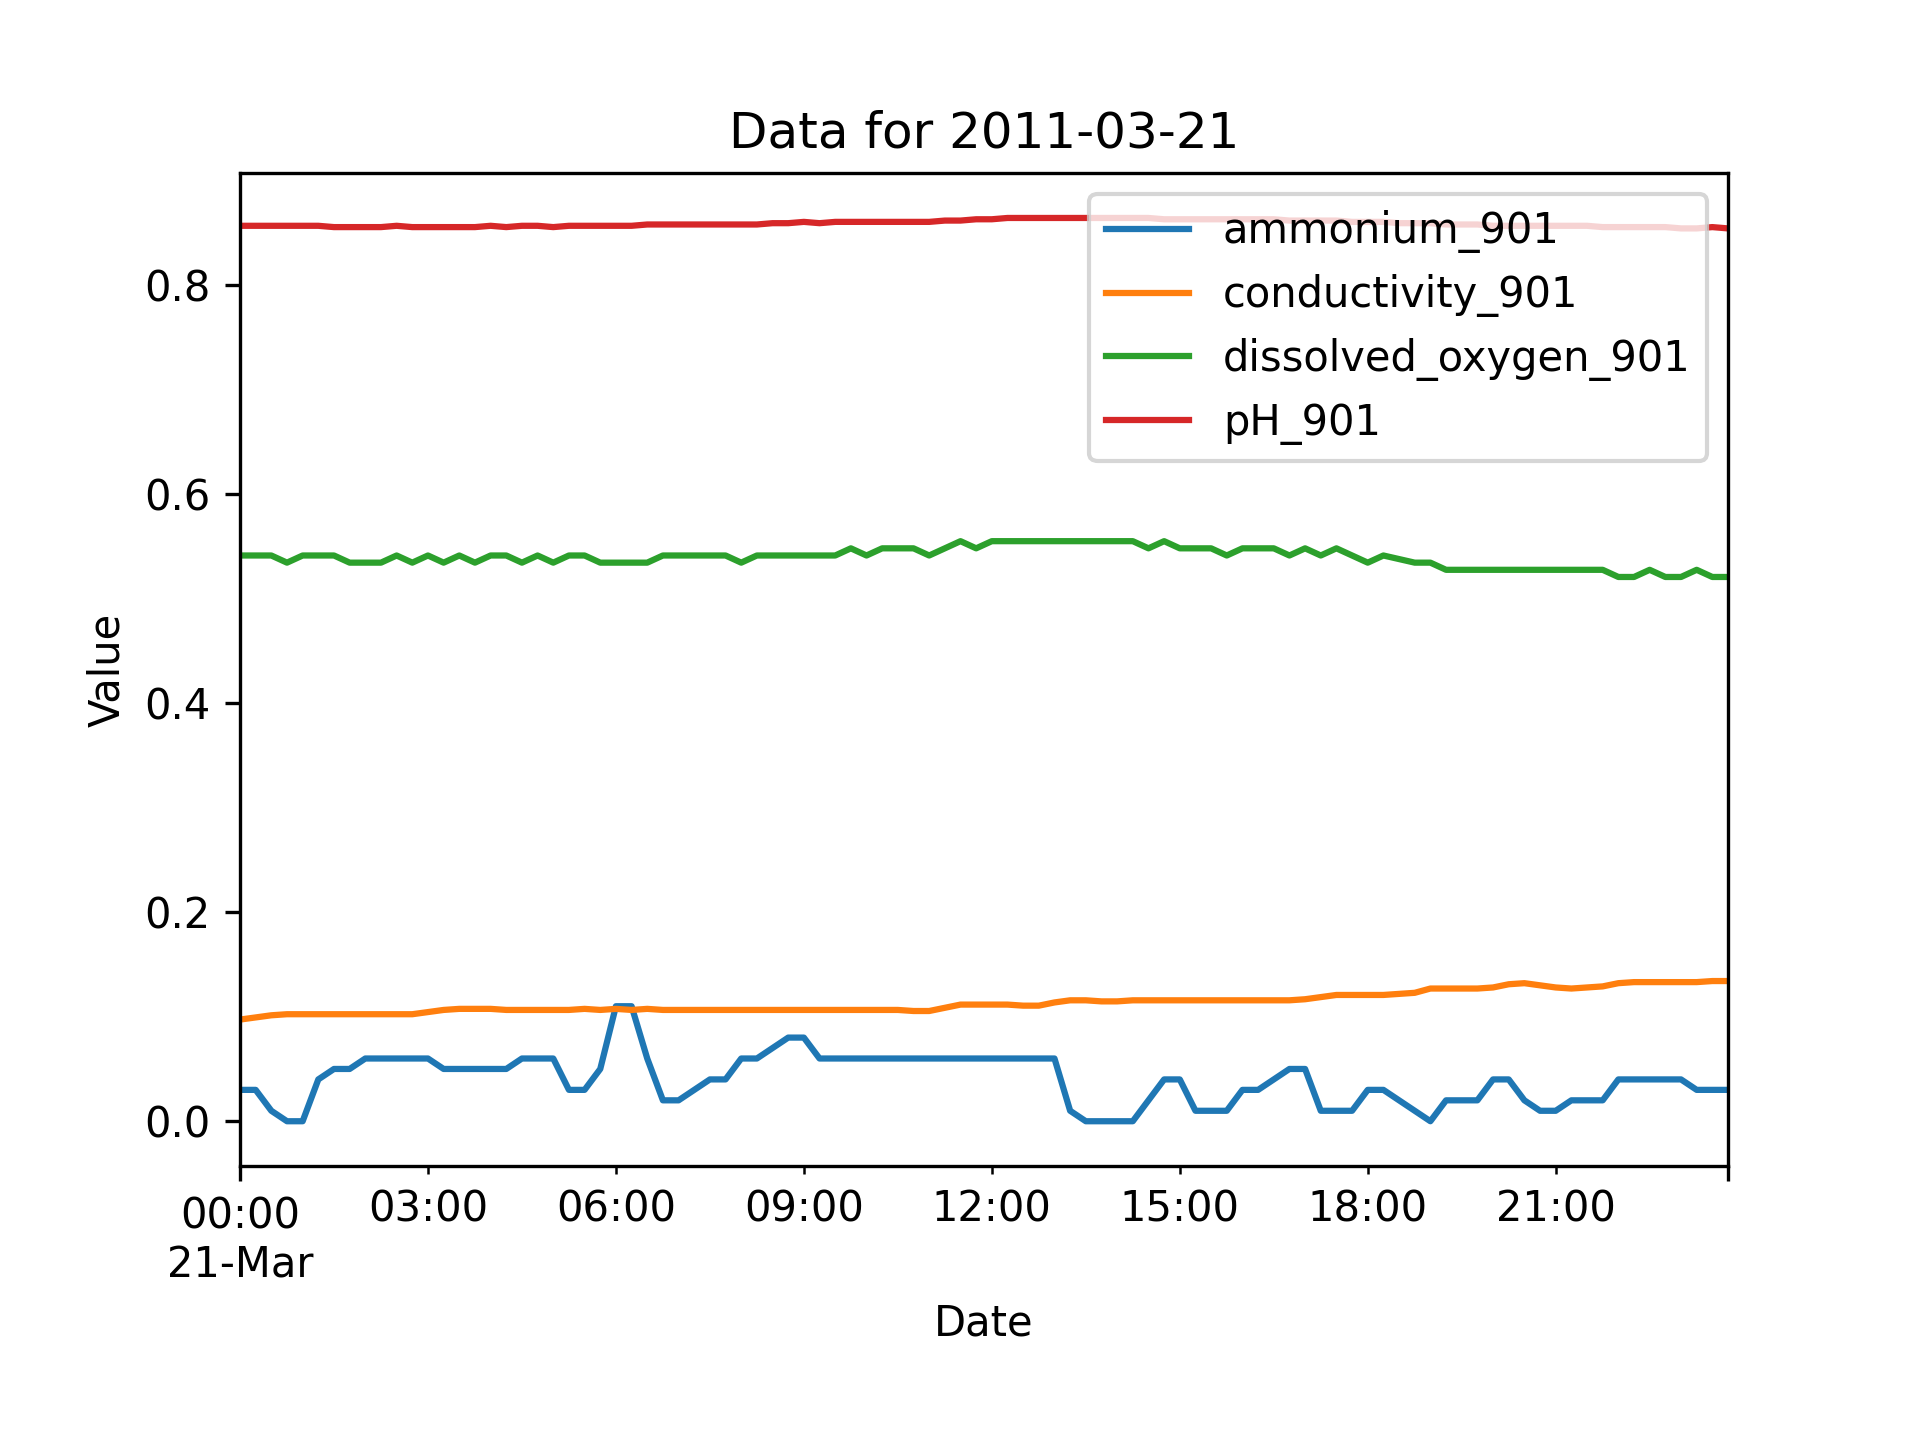 Data for 2011-03-21
ammonium_901
conductivity_901
dissolved_oxygen_901
pH_901
Value
0.8
0.6
0.4
0.2
0.0
00:00 03:00 06:00 09:00 12:00 15:00 18:00 21:00
21-Mar
Date